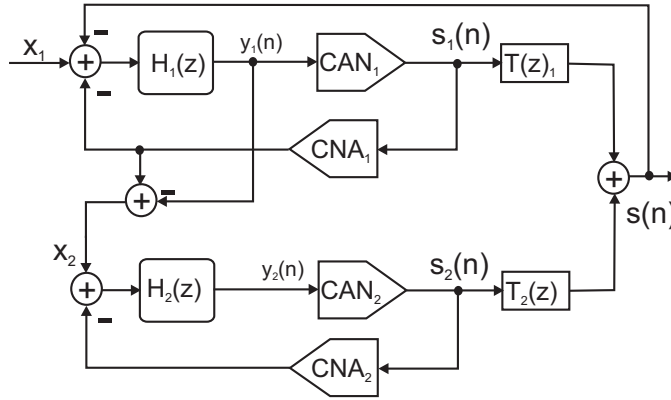 x₁
H₁(z)
y₁(n)
CAN₁
s₁(n)
T(z)₁
CNA₁
s(n)
x₂
H₂(z)
y₂(n)
CAN₂
s₂(n)
T₂(z)
CNA₂